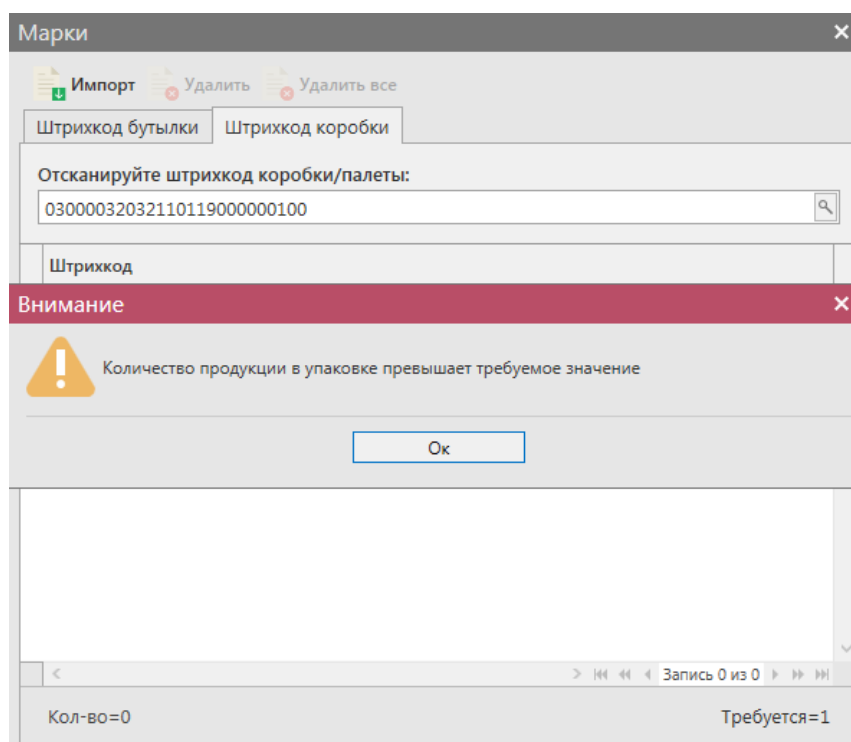 Марки
Импорт Удалить Удалить все
Штрихкод бутылки Штрихкод коробки
Отсканируйте штрихкод коробки/палеты:
03000032032110119000000100
Штрихкод
Внимание
Количество продукции в упаковке превышает требуемое значение
Ок
Запись 0 из 0
Кол-во=0 Требуется=1